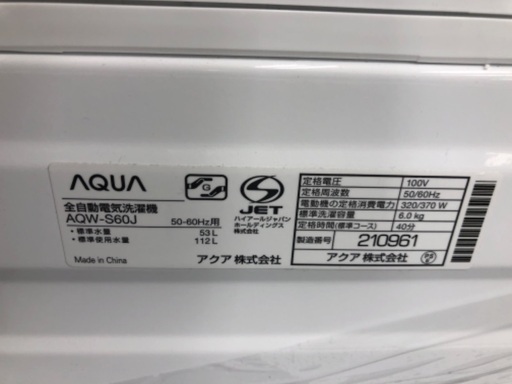 AQUA
全自動電気洗濯機
AQW-S60J
50-60Hz用
・標準水量 53 L
・標準使用水量 112 L
Made in China
S
JET
ハイアールジャパン
ホールディングス
株式会社
アクア 株式会社
定格電圧 100V
定格周波数 50/60Hz
電動機の定格消費電力 320/370 W
標準洗濯容量 6.0 kg
定格時間(標準コース) 40分
製造番号 210961
アクア 株式会社